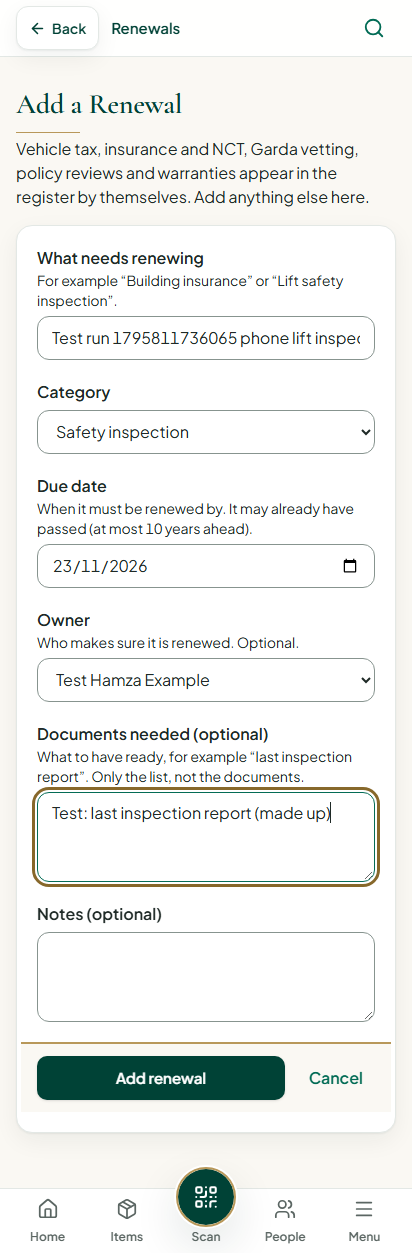 Back
Renewals
Add a Renewal
Vehicle tax, insurance and NCT, Garda vetting,
policy reviews and warranties appear in the
register by themselves. Add anything else here.
What needs renewing
For example “Building insurance” or “Lift safety
inspection”.
Test run 1795811736065 phone lift inspec
Category
Safety inspection
Due date
When it must be renewed by. It may already have
passed (at most 10 years ahead).
23/11/2026
Owner
Who makes sure it is renewed. Optional.
Test Hamza Example
Documents needed (optional)
What to have ready, for example “last inspection
report”. Only the list, not the documents.
Test: last inspection report (made up)
Notes (optional)
Add renewal
Cancel
Home
Items
Scan
People
Menu